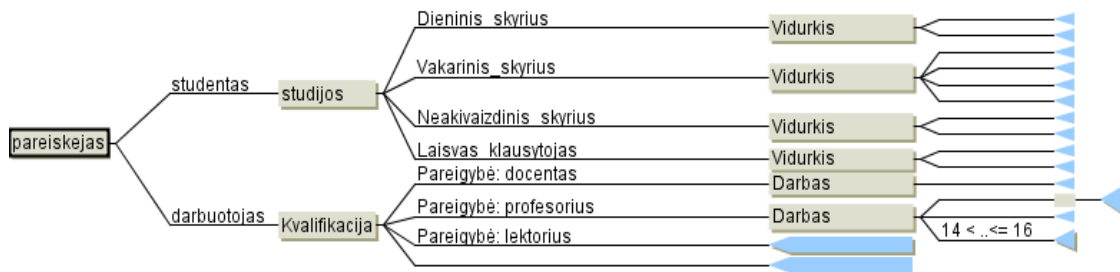 Dieninis_skyrius
Vidurkis
Vakarinis_skyrius
Vidurkis
studentas
studijos
Neakivaizdinis_skyrius
Vidurkis
pareiskejas
Laisvas_klausytojas
Vidurkis
Pareigybė: docentas
Darbas
darbuotojas
Kvalifikacija
Pareigybė: profesorius
Darbas
14 < ..<= 16
Pareigybė: lektorius